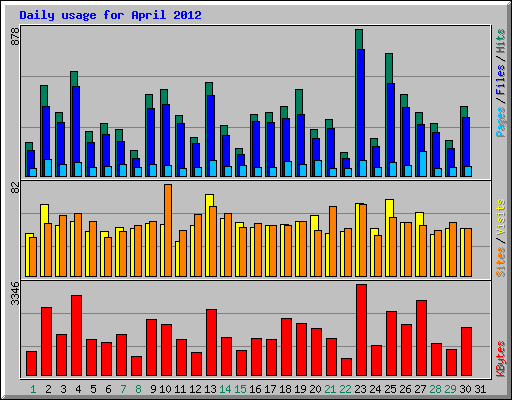 Daily usage for April 2012
878
Pages / Files / Hits
82
Sites / Visits
3346
KBytes
1 2 3 4 5 6 7 8 9 10 11 12 13 14 15 16 17 18 19 20 21 22 23 24 25 26 27 28 29 30 31